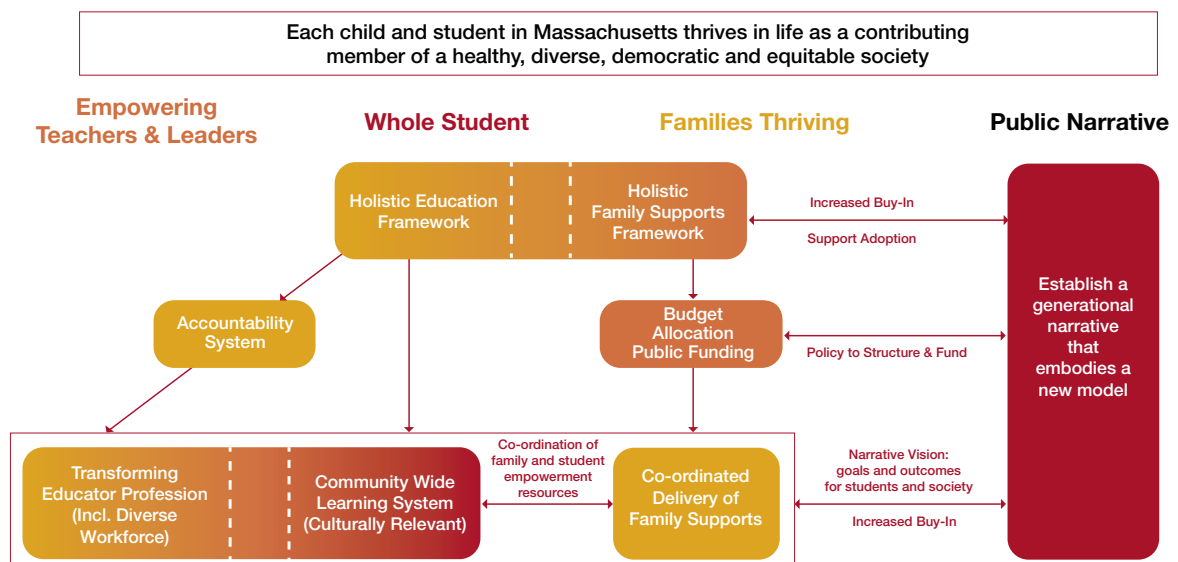 Each child and student in Massachusetts thrives in life as a contributing
member of a healthy, diverse, democratic and equitable society
Empowering
Teachers & Leaders
Whole Student
Families Thriving
Public Narrative
Holistic Education
Framework
Holistic
Family Supports
Framework
Increased Buy-In
Support Adoption
Accountability
System
Budget
Allocation
Public Funding
Policy to Structure & Fund
Establish a
generational
narrative
that
embodies a
new model
Transforming
Educator Profession
(Incl. Diverse
Workforce)
Community Wide
Learning System
(Culturally Relevant)
Co-ordination of
family and student
empowerment
resources
Co-ordinated
Delivery of
Family Supports
Narrative Vision:
goals and outcomes
for students and society
Increased Buy-In